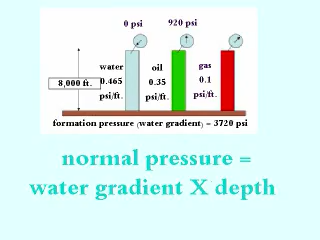 0 psi 920 psi
water oil gas
8,000 ft. 0.465 0.35 0.1
psi/ft. psi/ft. psi/ft.
formation pressure (water gradient) = 3720 psi
normal pressure =
water gradient X depth